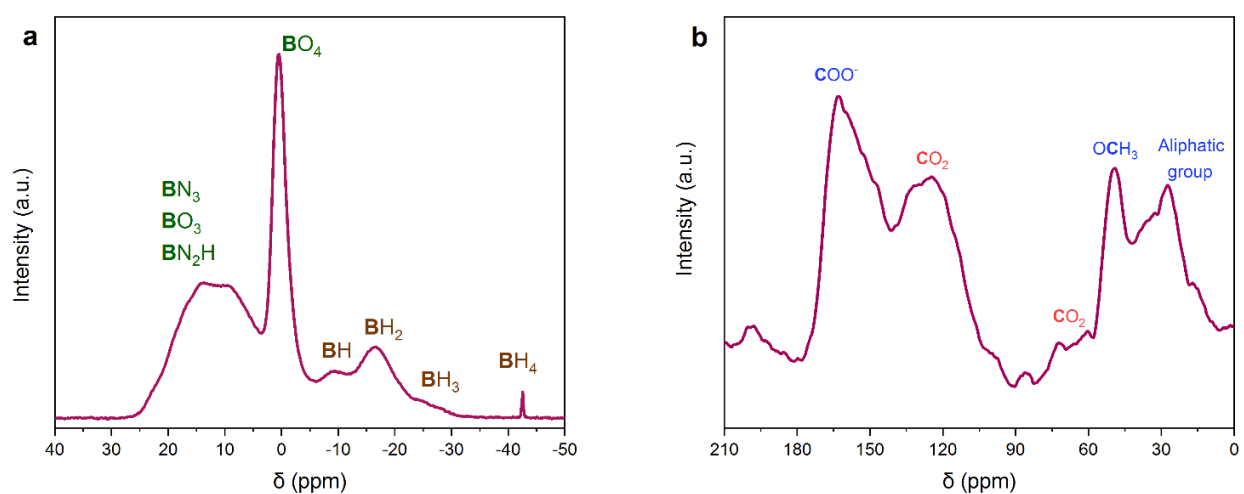 a
BO₄
BN₃
BO₃
BN₂H
BH
BH₂
BH₃
BH₄
Intensity (a.u.)
40 30 20 10 0 -10 -20 -30 -40 -50
δ (ppm)
b
COO⁻
CO₂
OCH₃
Aliphatic
group
CO₂
Intensity (a.u.)
210 180 150 120 90 60 30 0
δ (ppm)